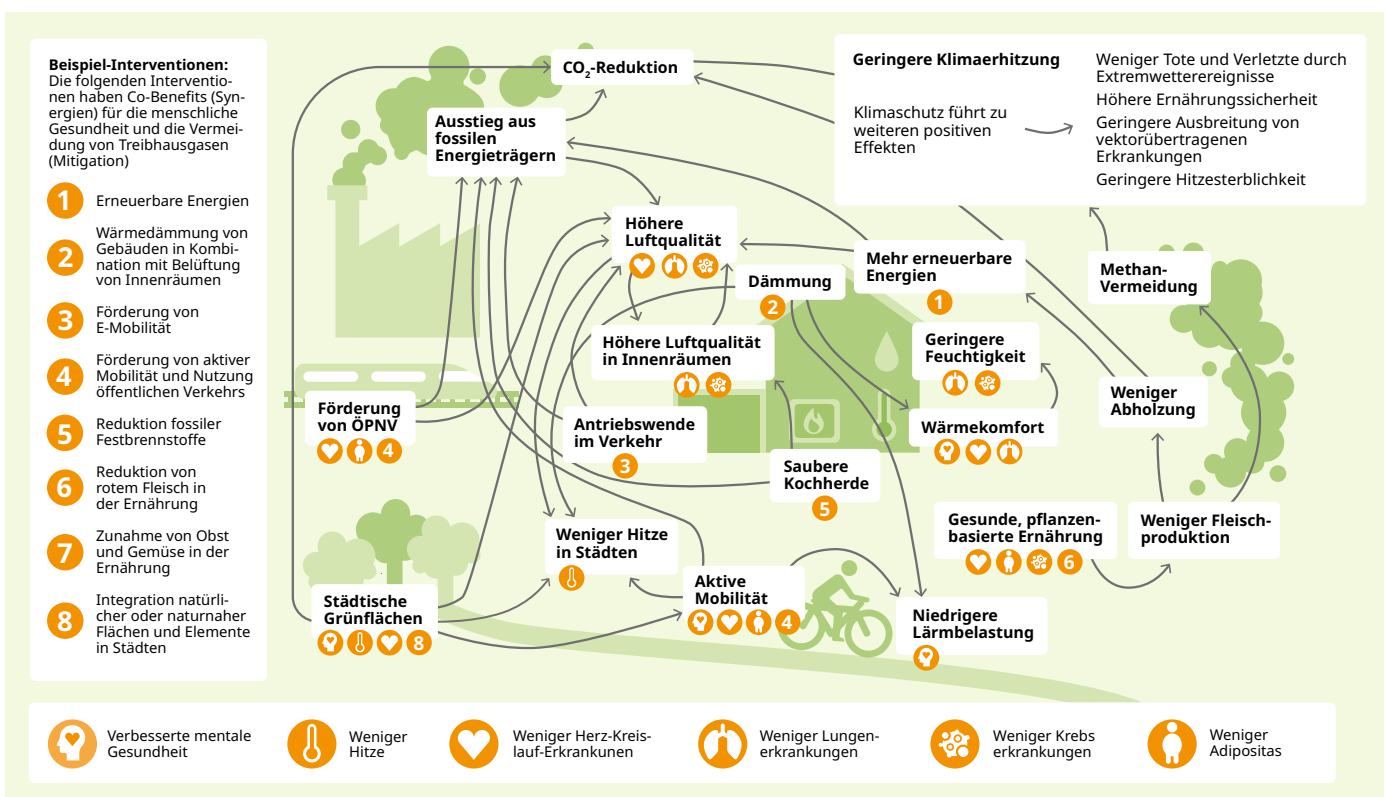 Beispiel-Interventionen:
Die folgenden Interventio-
nen haben Co-Benefits (Syn-
ergien) für die menschliche
Gesundheit und die Vermei-
dung von Treibhausgasen
(Mitigation)
1
Erneuerbare Energien
2
Wärmedämmung von
Gebäuden in Kombi-
nation mit Belüftung
von Innenräumen
3
Förderung von
E-Mobilität
4
Förderung von aktiver
Mobilität und Nutzung
öffentlichen Verkehrs
5
Reduktion fossiler
Festbrennstoffe
6
Reduktion von
rotem Fleisch in
der Ernährung
7
Zunahme von Obst
und Gemüse in der
Ernährung
8
Integration natürli-
cher oder naturnaher
Flächen und Elemente
in Städten
CO₂-Reduktion
Ausstieg aus
fossilen
Energieträgern
Geringere Klimaerhitzung
Klimaschutz führt zu
weiteren positiven
Effekten
Weniger Tote und Verletzte durch
Extremwetterereignisse
Höhere Ernährungssicherheit
Geringere Ausbreitung von
vektorübertragenen
Erkrankungen
Geringere Hitzesterblichkeit
Höhere
Luftqualität
Dämmung
2
Mehr erneuerbare
Energien
1
Methan-
Vermeidung
Höhere Luftqualität
in Innenräumen
Geringere
Feuchtigkeit
Förderung
von ÖPNV
4
Antriebswende
im Verkehr
3
Wärmekomfort
Weniger
Abholzung
Saubere
Kochherde
5
Weniger Hitze
in Städten
Gesunde, pflanzen-
basierte Ernährung
6
Weniger Fleisch-
produktion
Städtische
Grünflächen
8
Aktive
Mobilität
4
Niedrigere
Lärmbelastung
Verbesserte mentale
Gesundheit
Weniger
Hitze
Weniger Herz-Kreis-
lauf-Erkrankunen
Weniger Lungen-
erkrankungen
Weniger Krebs
erkrankungen
Weniger
Adipositas